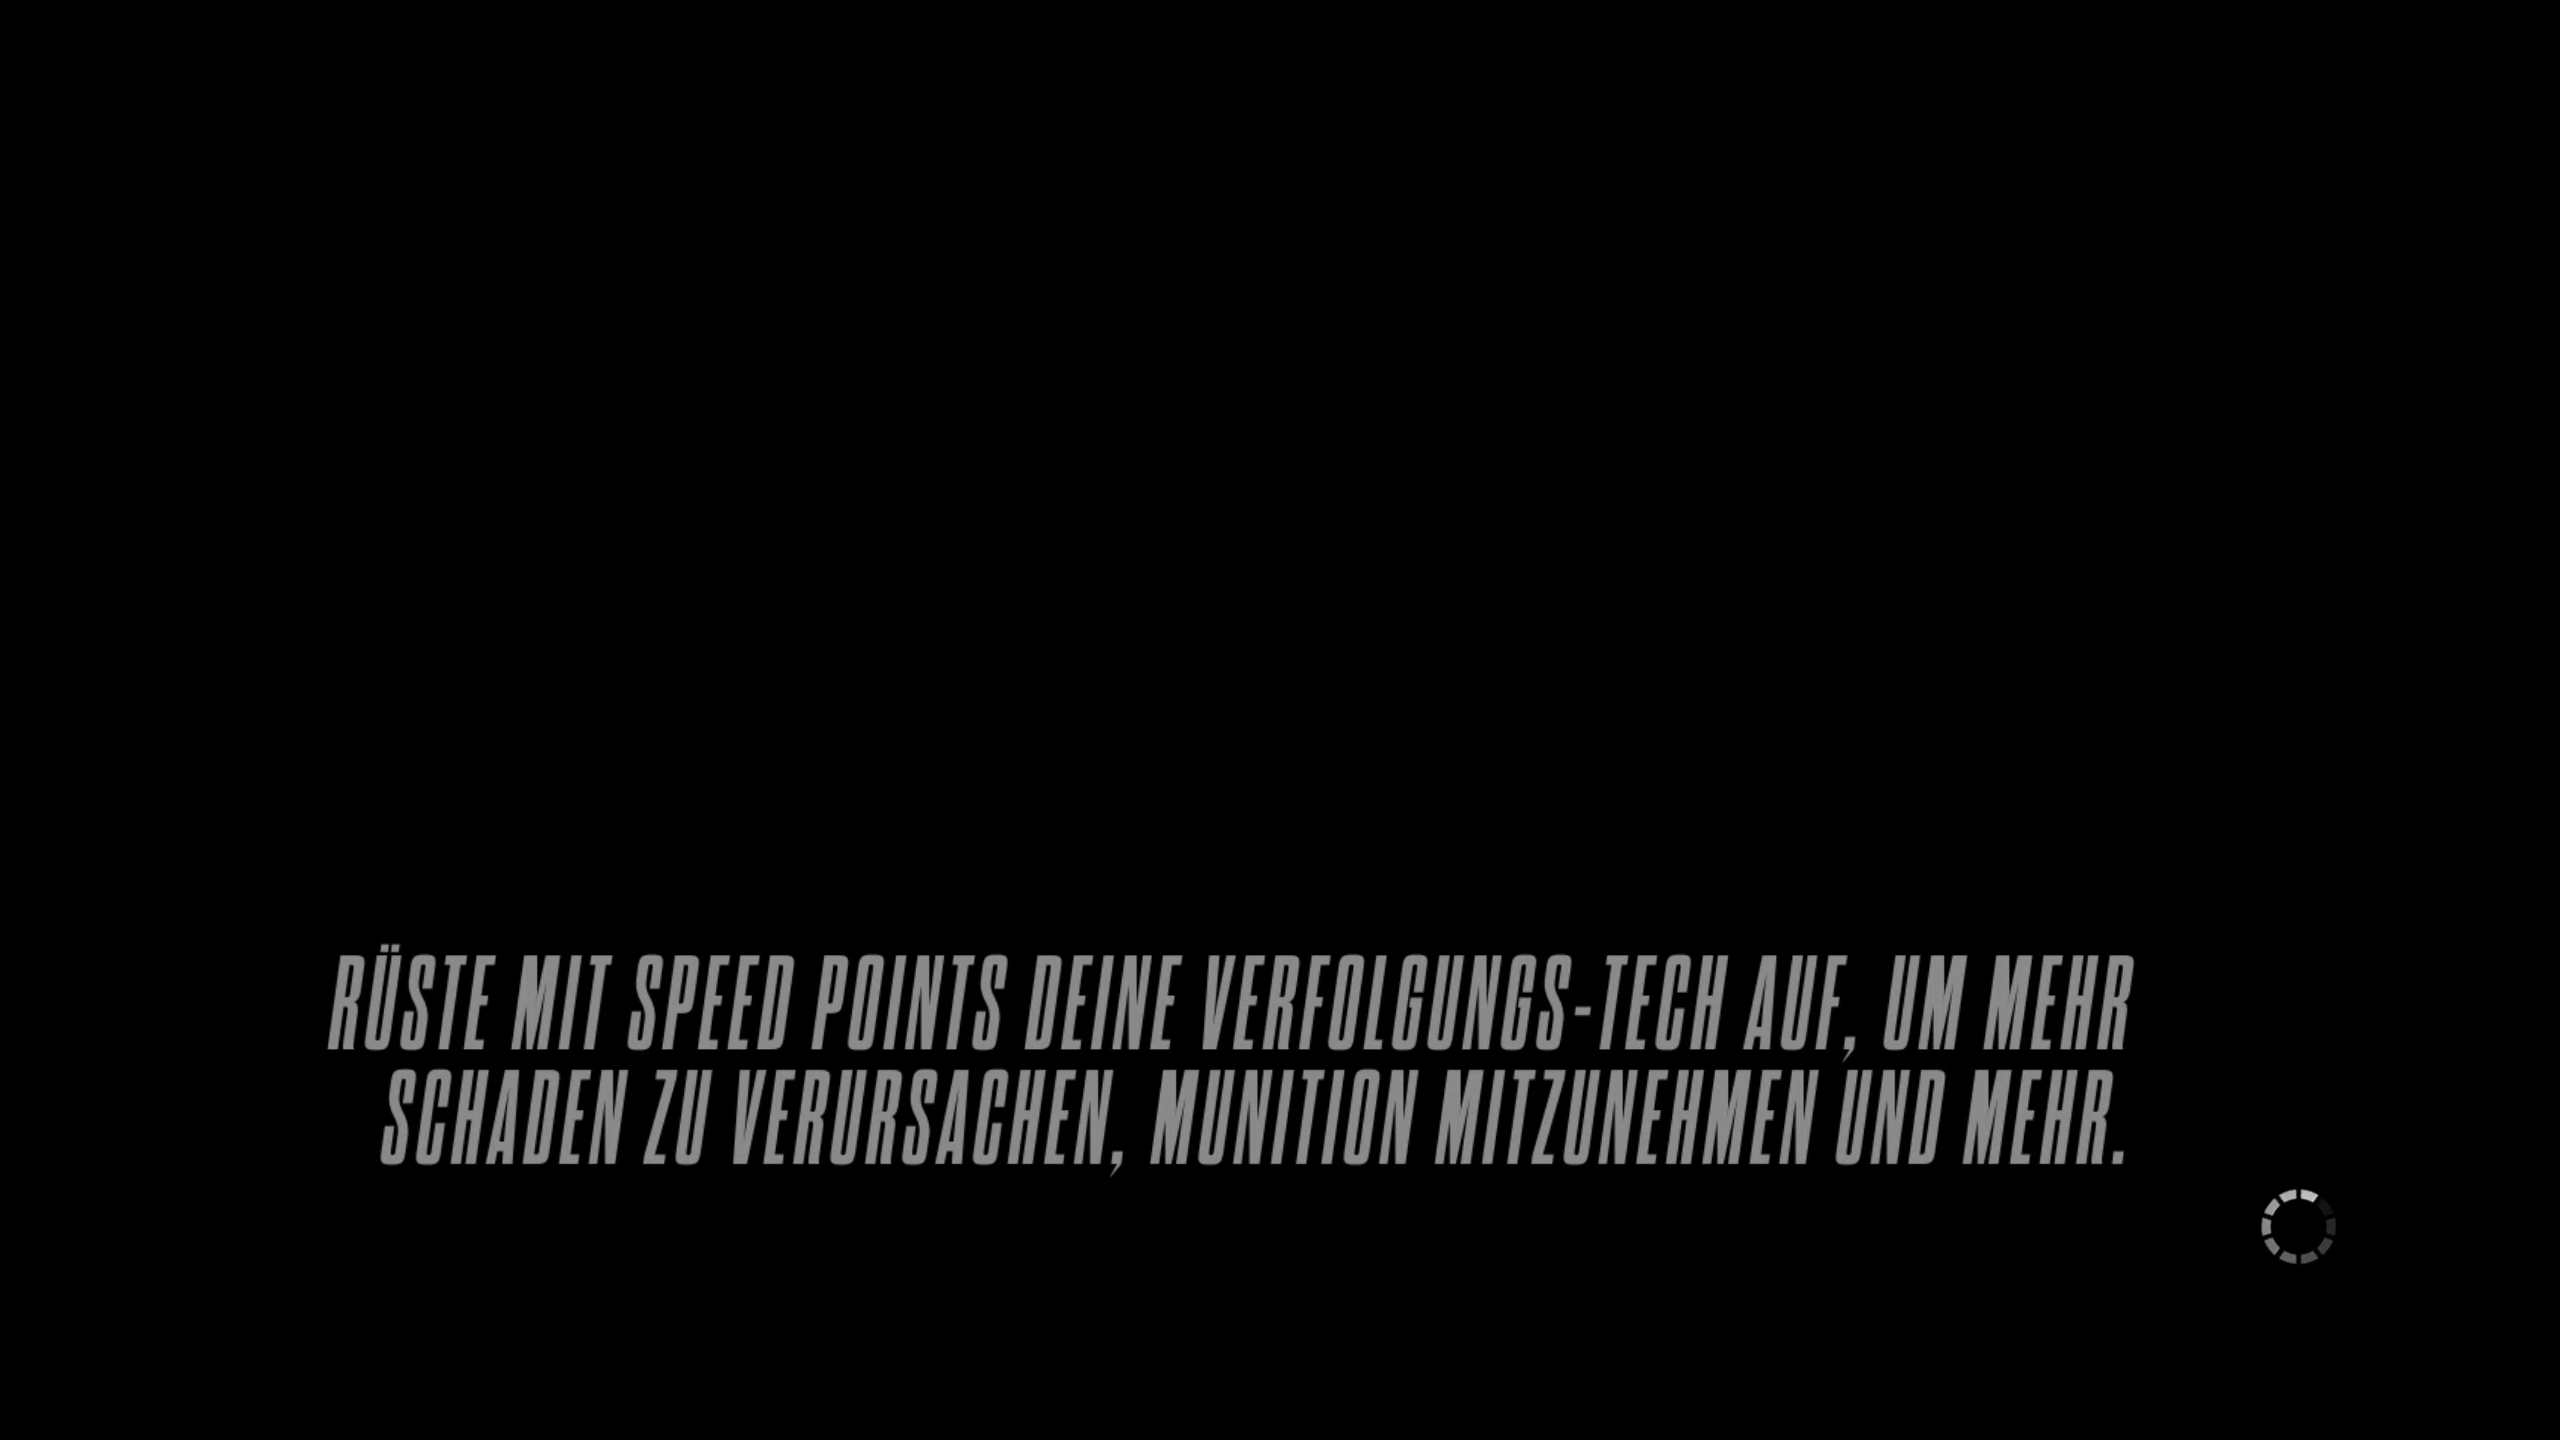 RÜSTE MIT SPEED POINTS DEINE VERFOLGUNGS-TECH AUF, UM MEHR
SCHADEN ZU VERURSACHEN, MUNITION MITZUNEHMEN UND MEHR.